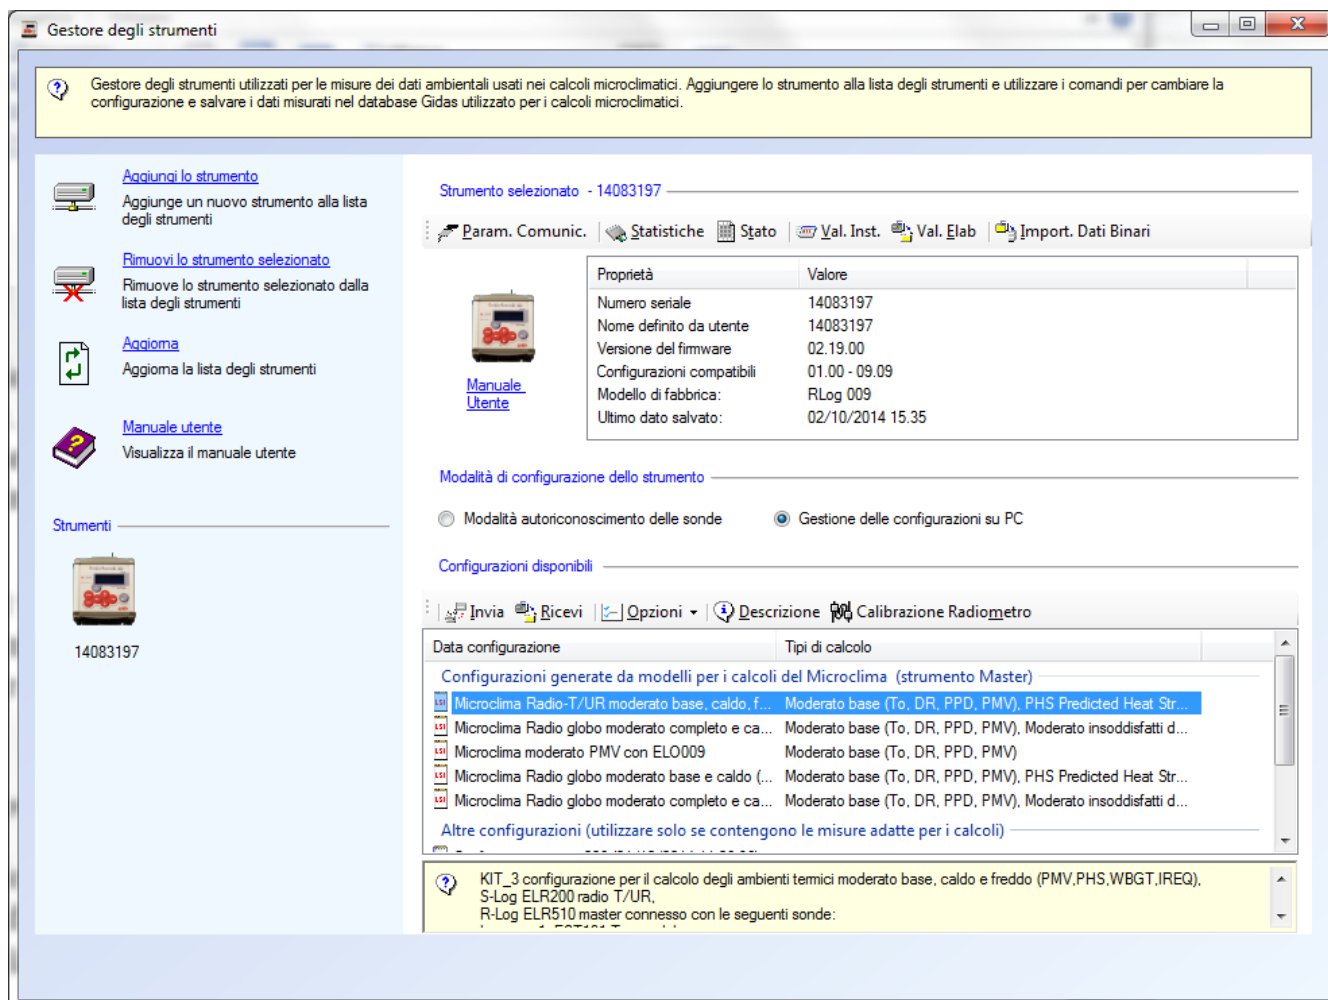 Gestore degli strumenti
Gestore degli strumenti utilizzati per le misure dei dati ambientali usati nei calcoli microclimatici. Aggiungere lo strumento alla lista degli strumenti e utilizzare i comandi per cambiare la
configurazione e salvare i dati misurati nel database Gidas utilizzato per i calcoli microclimatici.
Aggiungi lo strumento
Aggiunge un nuovo strumento alla lista
degli strumenti
Rimuovi lo strumento selezionato
Rimuove lo strumento selezionato dalla
lista degli strumenti
Aggiorna
Aggiorna la lista degli strumenti
Manuale utente
Visualizza il manuale utente
Strumenti
14083197
Strumento selezionato - 14083197
Param. Comunic. Statistiche Stato Val. Inst. Val. Elab Import. Dati Binari
Manuale
Utente
Proprietà Valore
Numero seriale 14083197
Nome definito da utente 14083197
Versione del firmware 02.19.00
Configurazioni compatibili 01.00 - 09.09
Modello di fabbrica: RLog 009
Ultimo dato salvato: 02/10/2014 15.35
Modalità di configurazione dello strumento
Modalità autoriconoscimento delle sonde Gestione delle configurazioni su PC
Configurazioni disponibili
Invia Ricevi Opzioni Descrizione Calibrazione Radiometro
Data configurazione Tipi di calcolo
Configurazioni generate da modelli per i calcoli del Microclima (strumento Master)
LSI Microclima Radio-T/UR moderato base, caldo, f... Moderato base (To, DR, PPD, PMV), PHS Predicted Heat Str...
LSI Microclima Radio globo moderato completo e ca... Moderato base (To, DR, PPD, PMV), Moderato insoddisfatti d...
LSI Microclima moderato PMV con ELO009 Moderato base (To, DR, PPD, PMV)
LSI Microclima Radio globo moderato base e caldo (... Moderato base (To, DR, PPD, PMV), PHS Predicted Heat Str...
LSI Microclima Radio globo moderato completo e ca... Moderato base (To, DR, PPD, PMV), Moderato insoddisfatti d...
Altre configurazioni (utilizzare solo se contengono le misure adatte per i calcoli)
KIT_3 configurazione per il calcolo degli ambienti termici moderato base, caldo e freddo (PMV,PHS,WBGT,IREQ),
S-Log ELR200 radio T/UR,
R-Log ELR510 master connesso con le seguenti sonde: